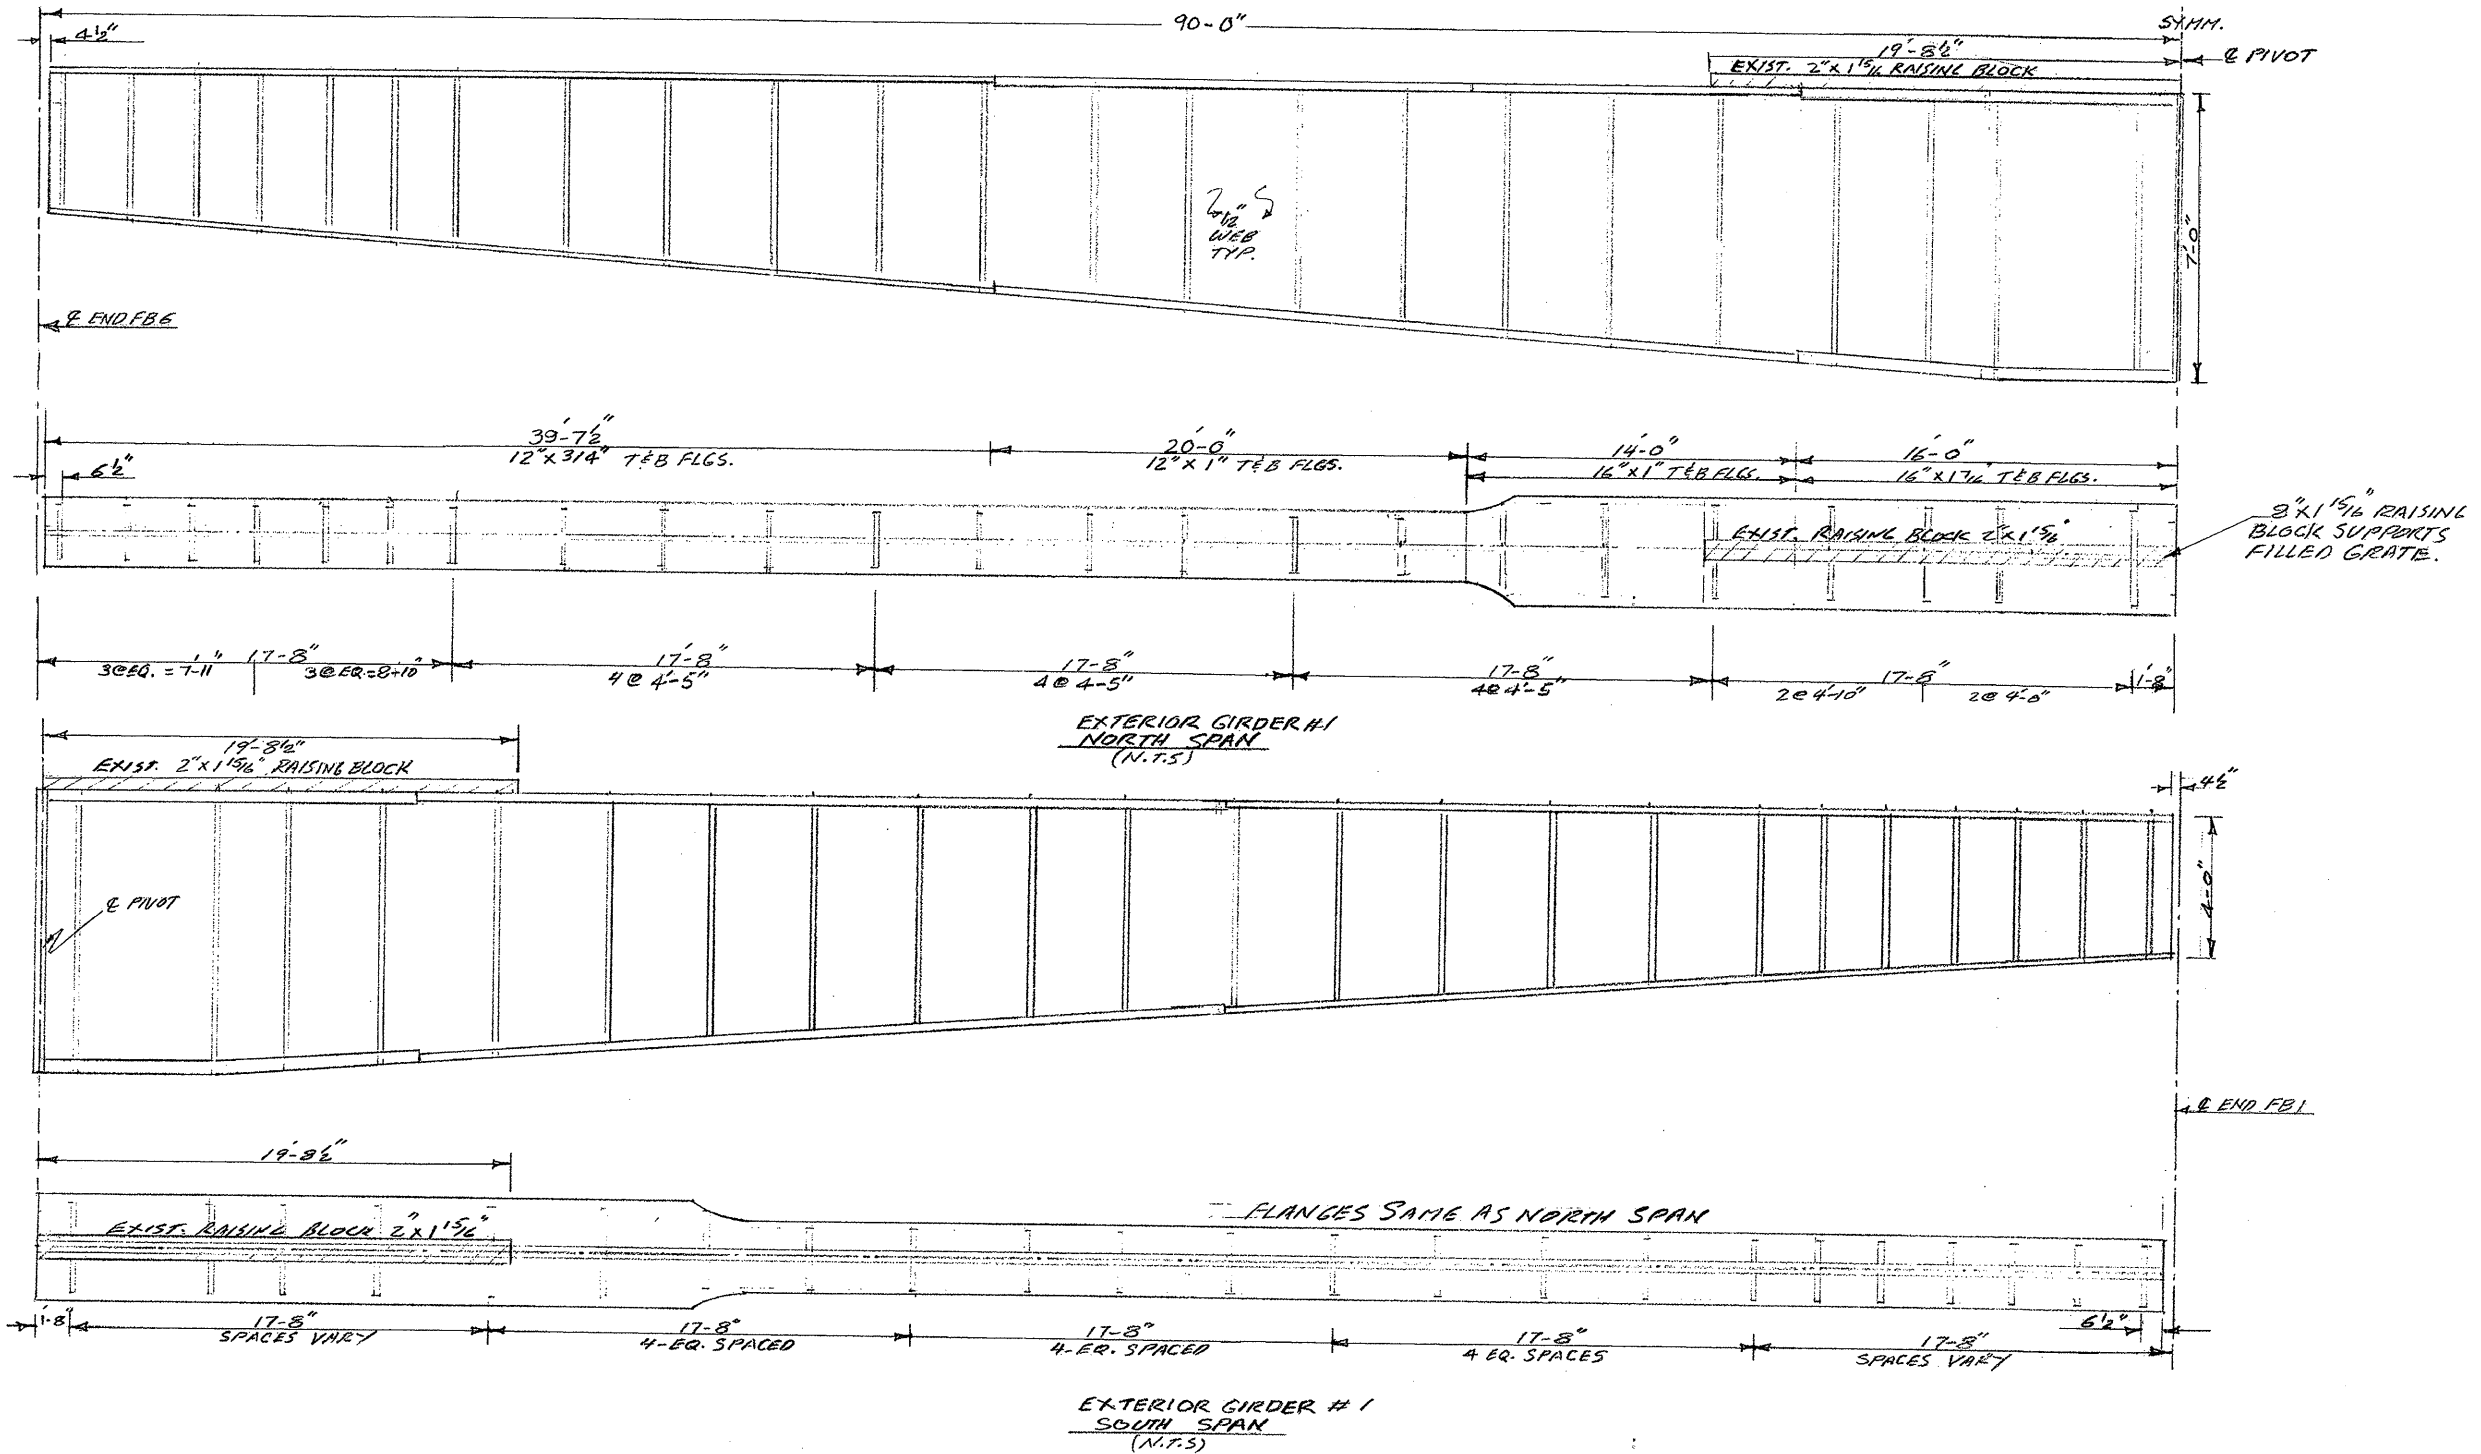 90-0"
SYMM.
4½"
19'-8½"
℄ PIVOT
EXIST. 2"x1 15/16 RAISING BLOCK
1/2"
WEB
TYP.
7'-0"
℄ END FB6
39'-7½"
12"x3/4" T&B FLGS.
20'-0"
12"x1" T&B FLGS.
14'-0"
16"x1" T&B FLGS.
16'-0"
16"x1 7/16 T&B FLGS.
6½"
EXIST. RAISING BLOCK 2"x1 15/16"
2"x1 15/16 RAISING
BLOCK SUPPORTS
FILLED GRATE.
17-8"
3@EQ.=7'-11" 3@EQ=8'-10"
17'-8"
4@4'-5"
17-8"
4@4-5"
17-8"
4@4'-5"
17-8"
2@4'-10" 2@4'-0"
1'-8"
EXTERIOR GIRDER #1
NORTH SPAN
(N.T.S)
19'-8½"
EXIST. 2"x1 15/16" RAISING BLOCK
4½"
℄ PIVOT
4-0"
℄ END FB1
19'-8½"
FLANGES SAME AS NORTH SPAN
EXIST. RAISING BLOCK 2"x1 15/16"
1'-8"
17-8"
SPACES VARY
17-8"
4-EQ. SPACED
17-8"
4-EQ. SPACED
17-8"
4 EQ. SPACES
17-8"
SPACES VARY
6½"
EXTERIOR GIRDER #1
SOUTH SPAN
(N.T.S)